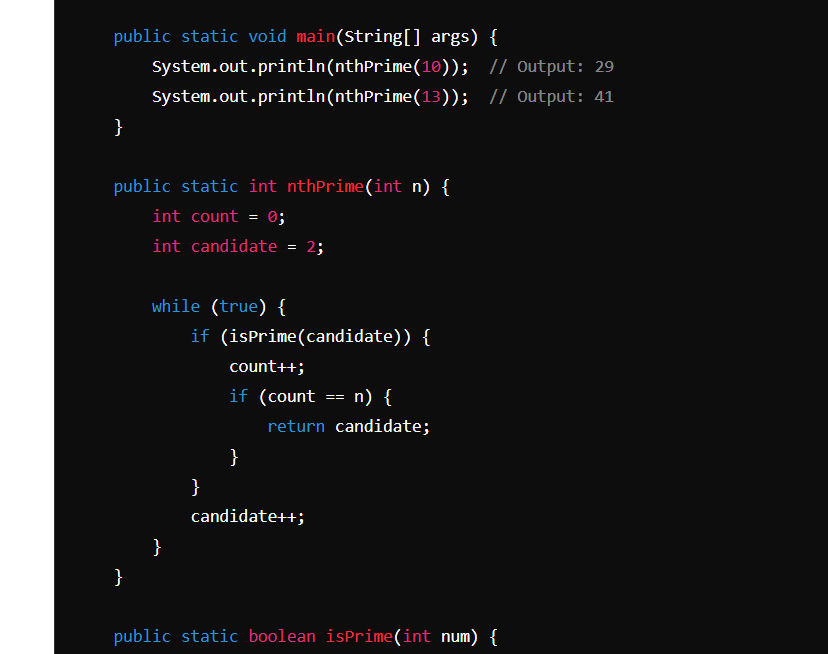 public static void main(String[] args) {
    System.out.println(nthPrime(10));  // Output: 29
    System.out.println(nthPrime(13));  // Output: 41
}
public static int nthPrime(int n) {
    int count = 0;
    int candidate = 2;
    while (true) {
        if (isPrime(candidate)) {
            count++;
            if (count == n) {
                return candidate;
            }
        }
        candidate++;
    }
}
public static boolean isPrime(int num) {